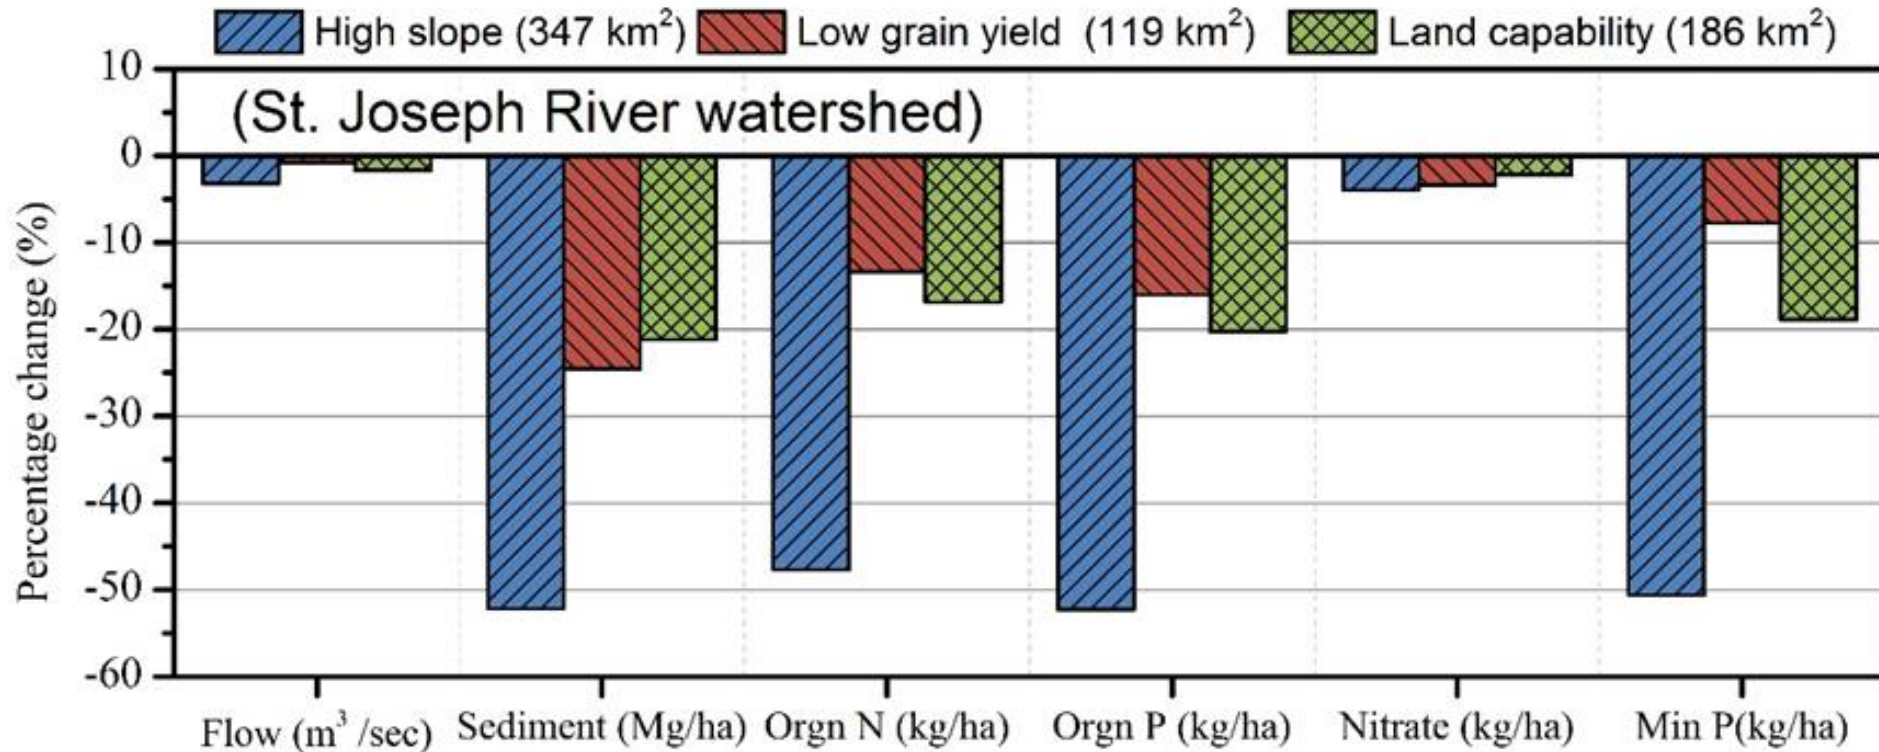 High slope (347 km²) Low grain yield (119 km²) Land capability (186 km²)
(St. Joseph River watershed)
Percentage change (%)
10
0
-10
-20
-30
-40
-50
-60
Flow (m³ /sec) Sediment (Mg/ha) Orgn N (kg/ha) Orgn P (kg/ha) Nitrate (kg/ha) Min P(kg/ha)